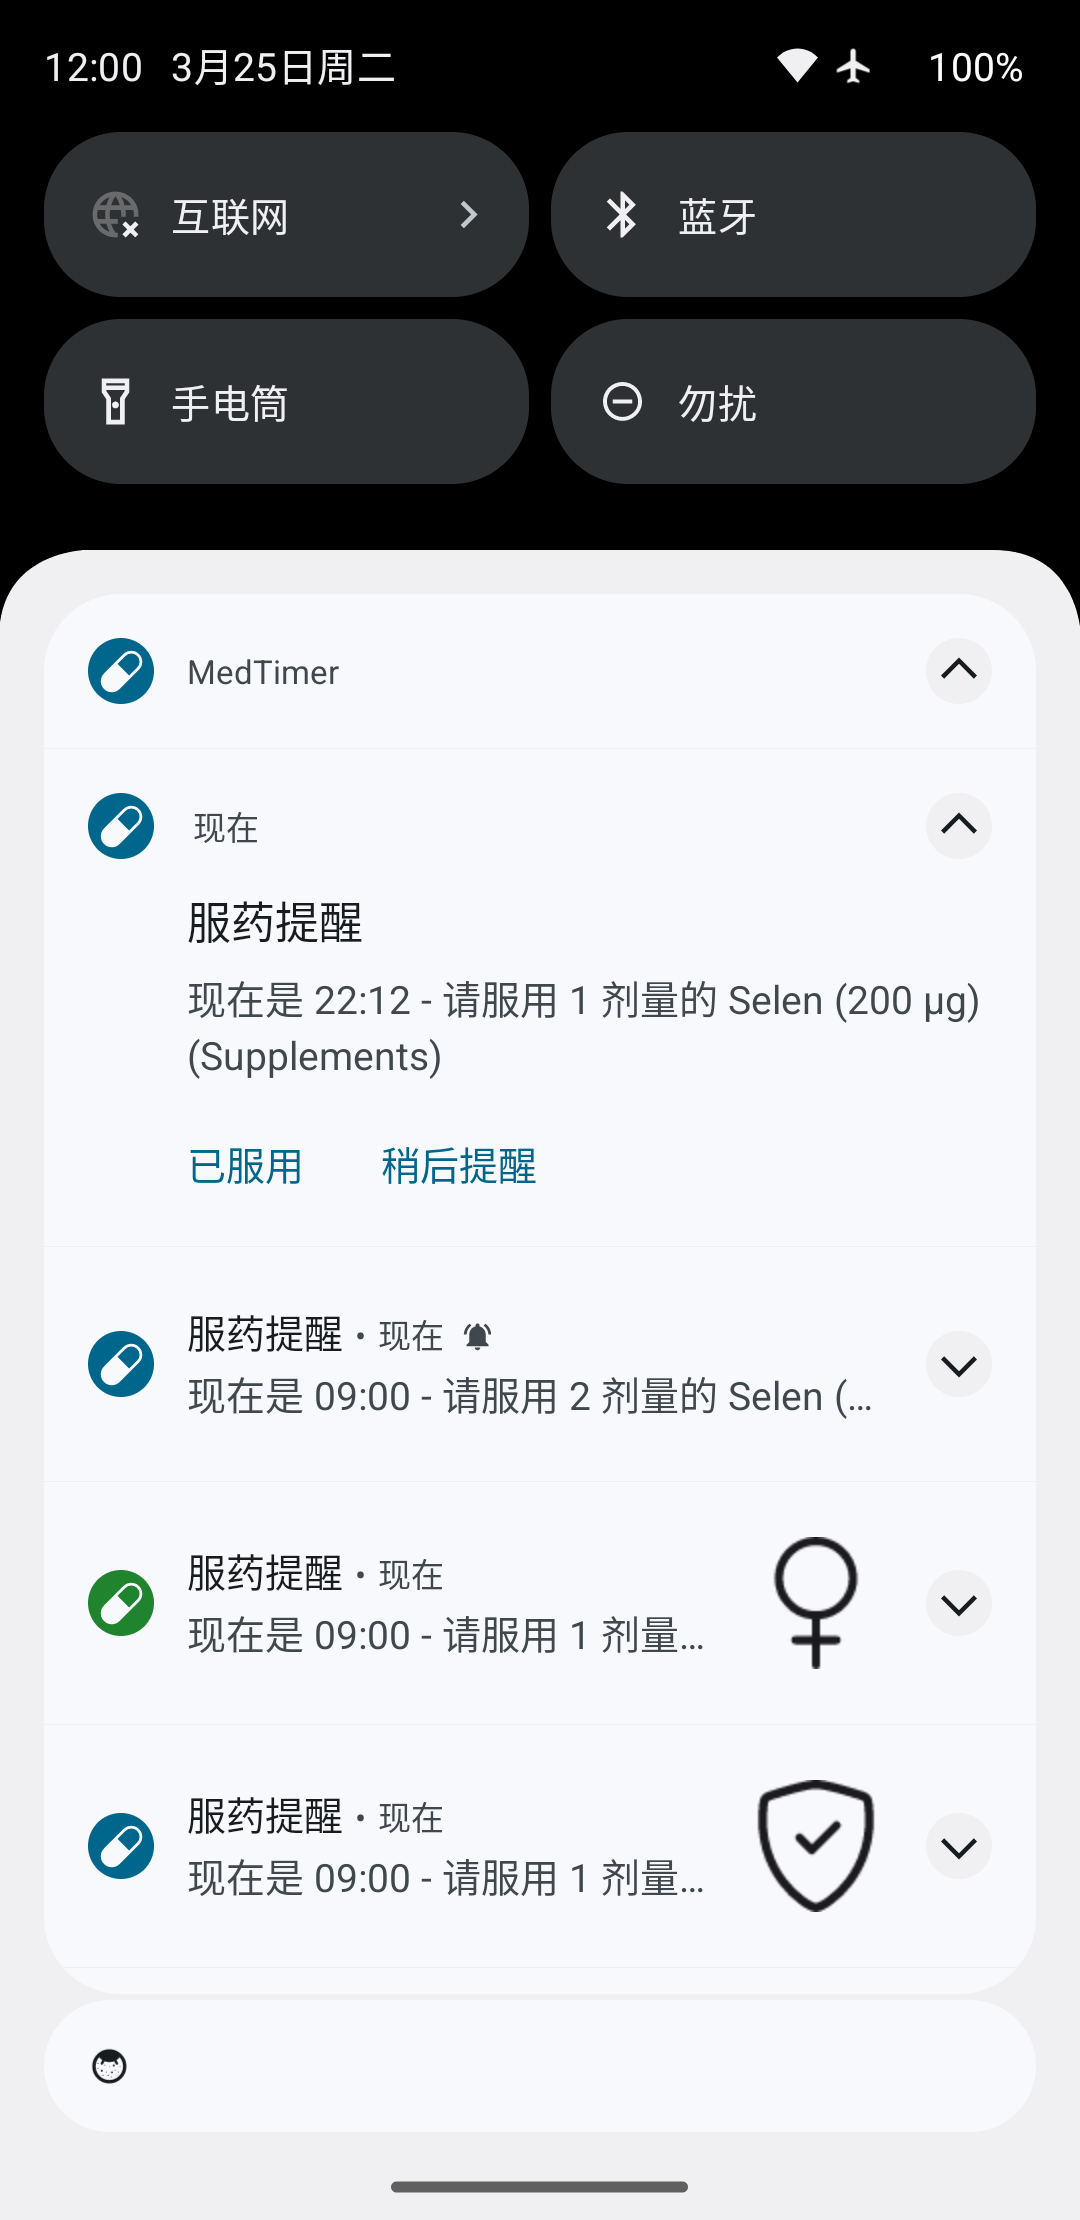 12:00 3月25日周二 100%
互联网
蓝牙
手电筒
勿扰
MedTimer
现在
服药提醒
现在是 22:12 - 请服用 1 剂量的 Selen (200 μg)
(Supplements)
已服用 稍后提醒
服药提醒 · 现在
现在是 09:00 - 请服用 2 剂量的 Selen (…
服药提醒 · 现在
现在是 09:00 - 请服用 1 剂量…
服药提醒 · 现在
现在是 09:00 - 请服用 1 剂量…